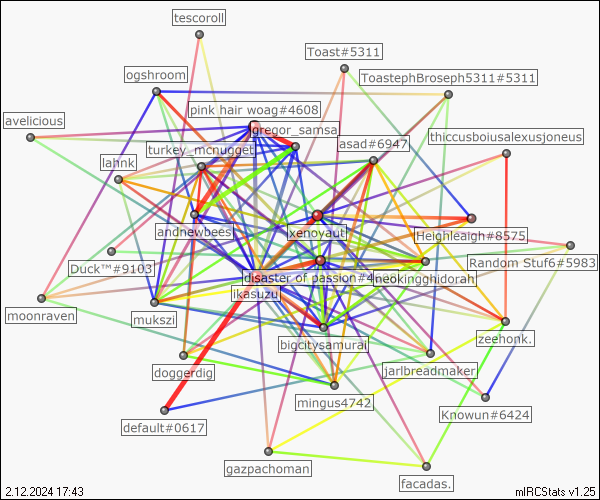 tescoroll
Toast#5311
ogshroom
ToastephBroseph5311#5311
pink hair woag#4608
avelicious
gregor_samsa
thiccusboiusalexusjoneus
turkey_mcnugget
asad#6947
lahnk
andnewbees
xenoyaut
Heighleaigh#8575
Duck™#9103
Random Stuf6#5983
disaster of passion#4
neokingghidorah
ikasuzu
moonraven
mukszi
bigcitysamurai
zeehonk.
doggerdig
jarlbreadmaker
mingus4742
Knowun#6424
default#0617
gazpachoman
facadas.
2.12.2024 17:43
mIRCStats v1.25